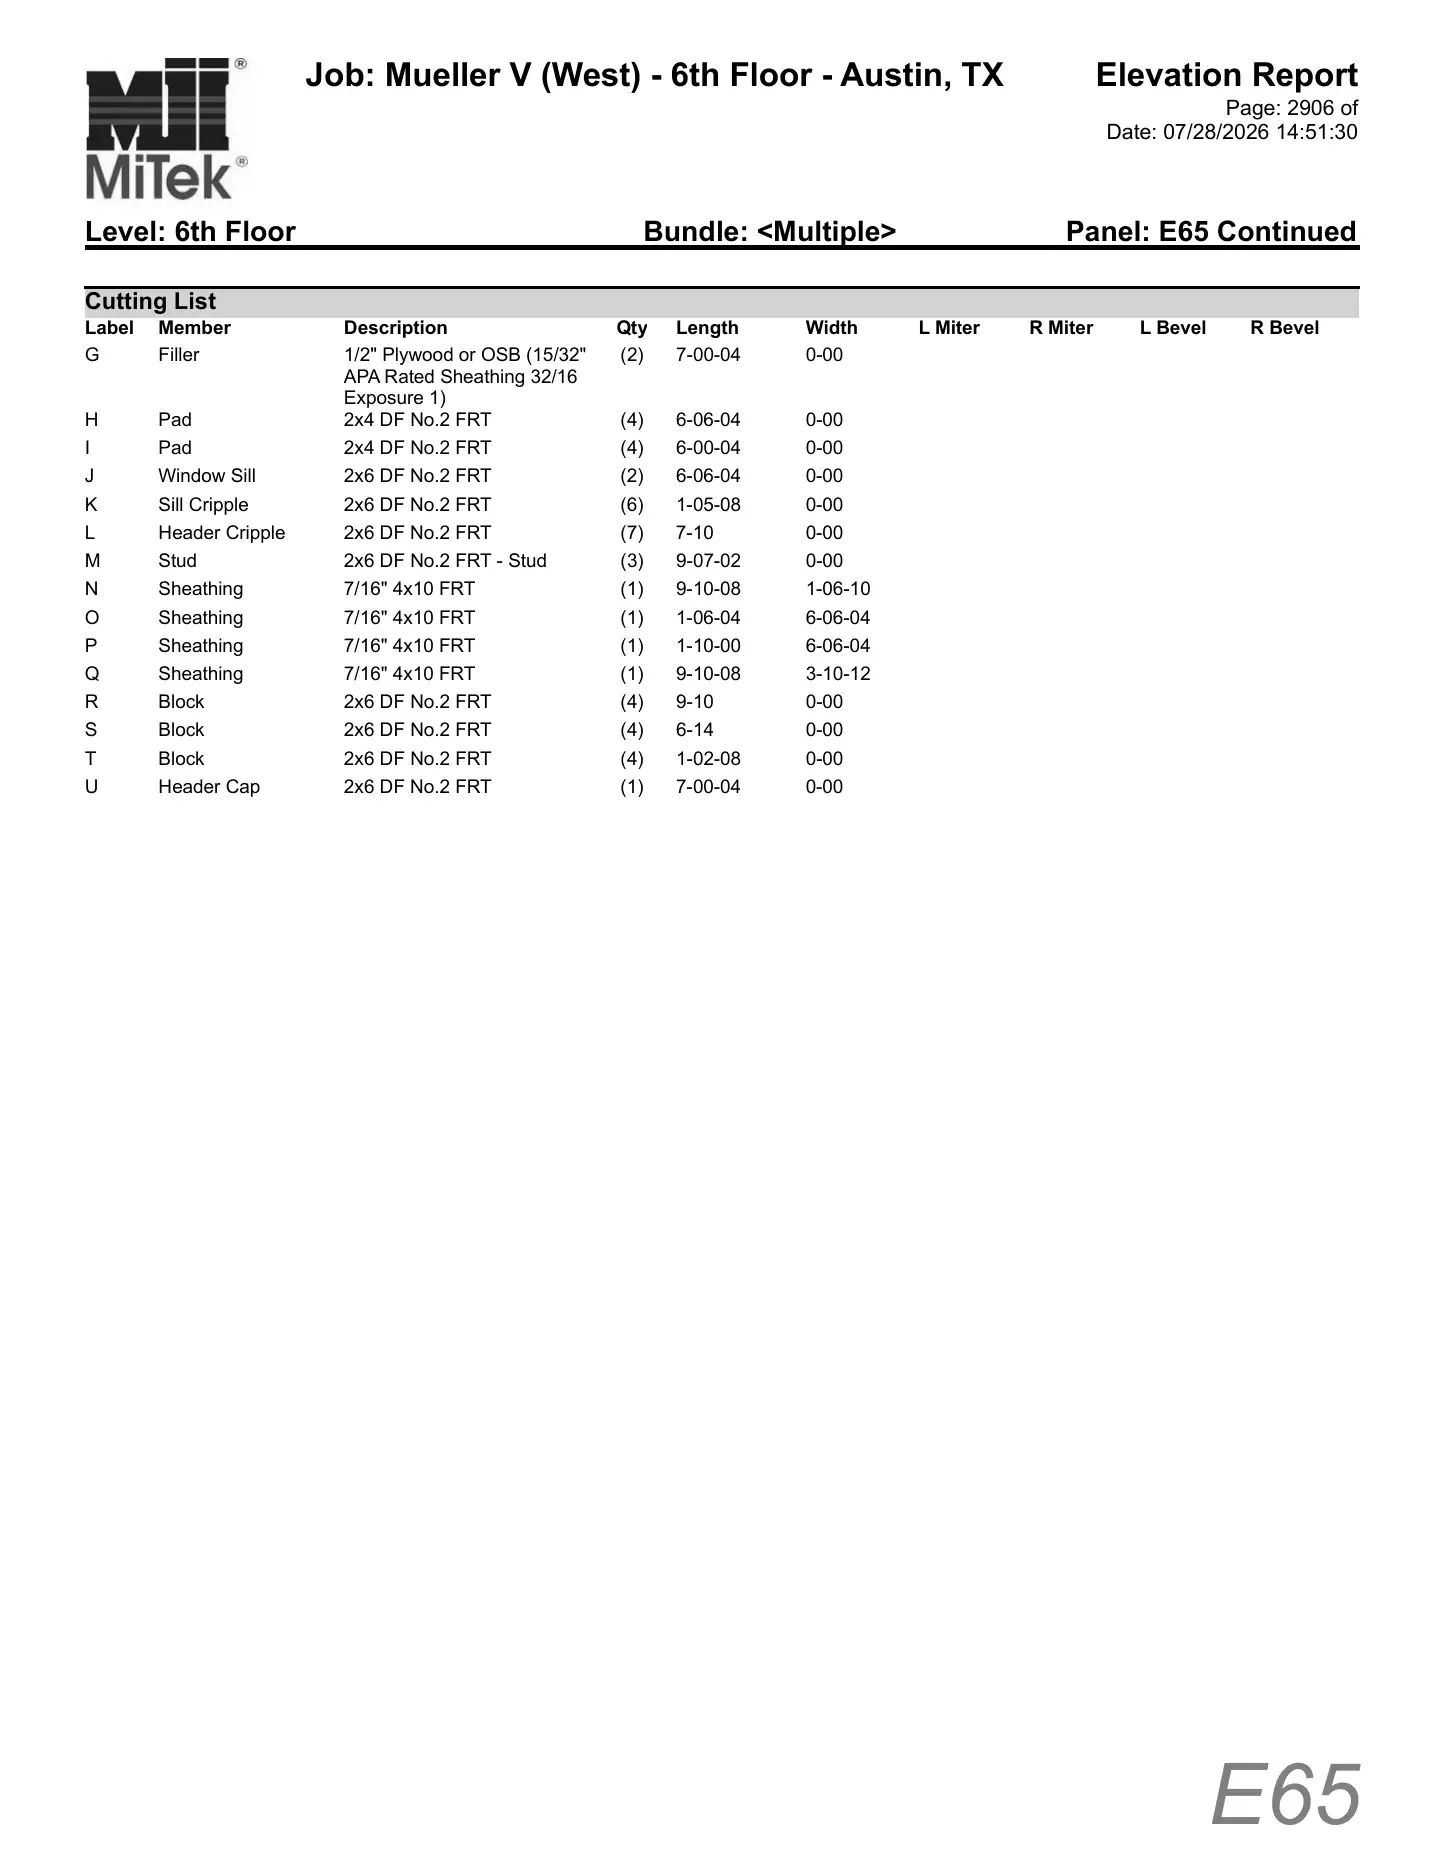 Job: Mueller V (West) - 6th Floor - Austin, TX
Elevation Report
Page: 2906 of
Date: 07/28/2026 14:51:30
MiTek®
Level: 6th Floor Bundle: <Multiple> Panel: E65 Continued
Cutting List
Label Member Description Qty Length Width L Miter R Miter L Bevel R Bevel
G Filler 1/2" Plywood or OSB (15/32" (2) 7-00-04 0-00
APA Rated Sheathing 32/16
Exposure 1)
H Pad 2x4 DF No.2 FRT (4) 6-06-04 0-00
I Pad 2x4 DF No.2 FRT (4) 6-00-04 0-00
J Window Sill 2x6 DF No.2 FRT (2) 6-06-04 0-00
K Sill Cripple 2x6 DF No.2 FRT (6) 1-05-08 0-00
L Header Cripple 2x6 DF No.2 FRT (7) 7-10 0-00
M Stud 2x6 DF No.2 FRT - Stud (3) 9-07-02 0-00
N Sheathing 7/16" 4x10 FRT (1) 9-10-08 1-06-10
O Sheathing 7/16" 4x10 FRT (1) 1-06-04 6-06-04
P Sheathing 7/16" 4x10 FRT (1) 1-10-00 6-06-04
Q Sheathing 7/16" 4x10 FRT (1) 9-10-08 3-10-12
R Block 2x6 DF No.2 FRT (4) 9-10 0-00
S Block 2x6 DF No.2 FRT (4) 6-14 0-00
T Block 2x6 DF No.2 FRT (4) 1-02-08 0-00
U Header Cap 2x6 DF No.2 FRT (1) 7-00-04 0-00
E65